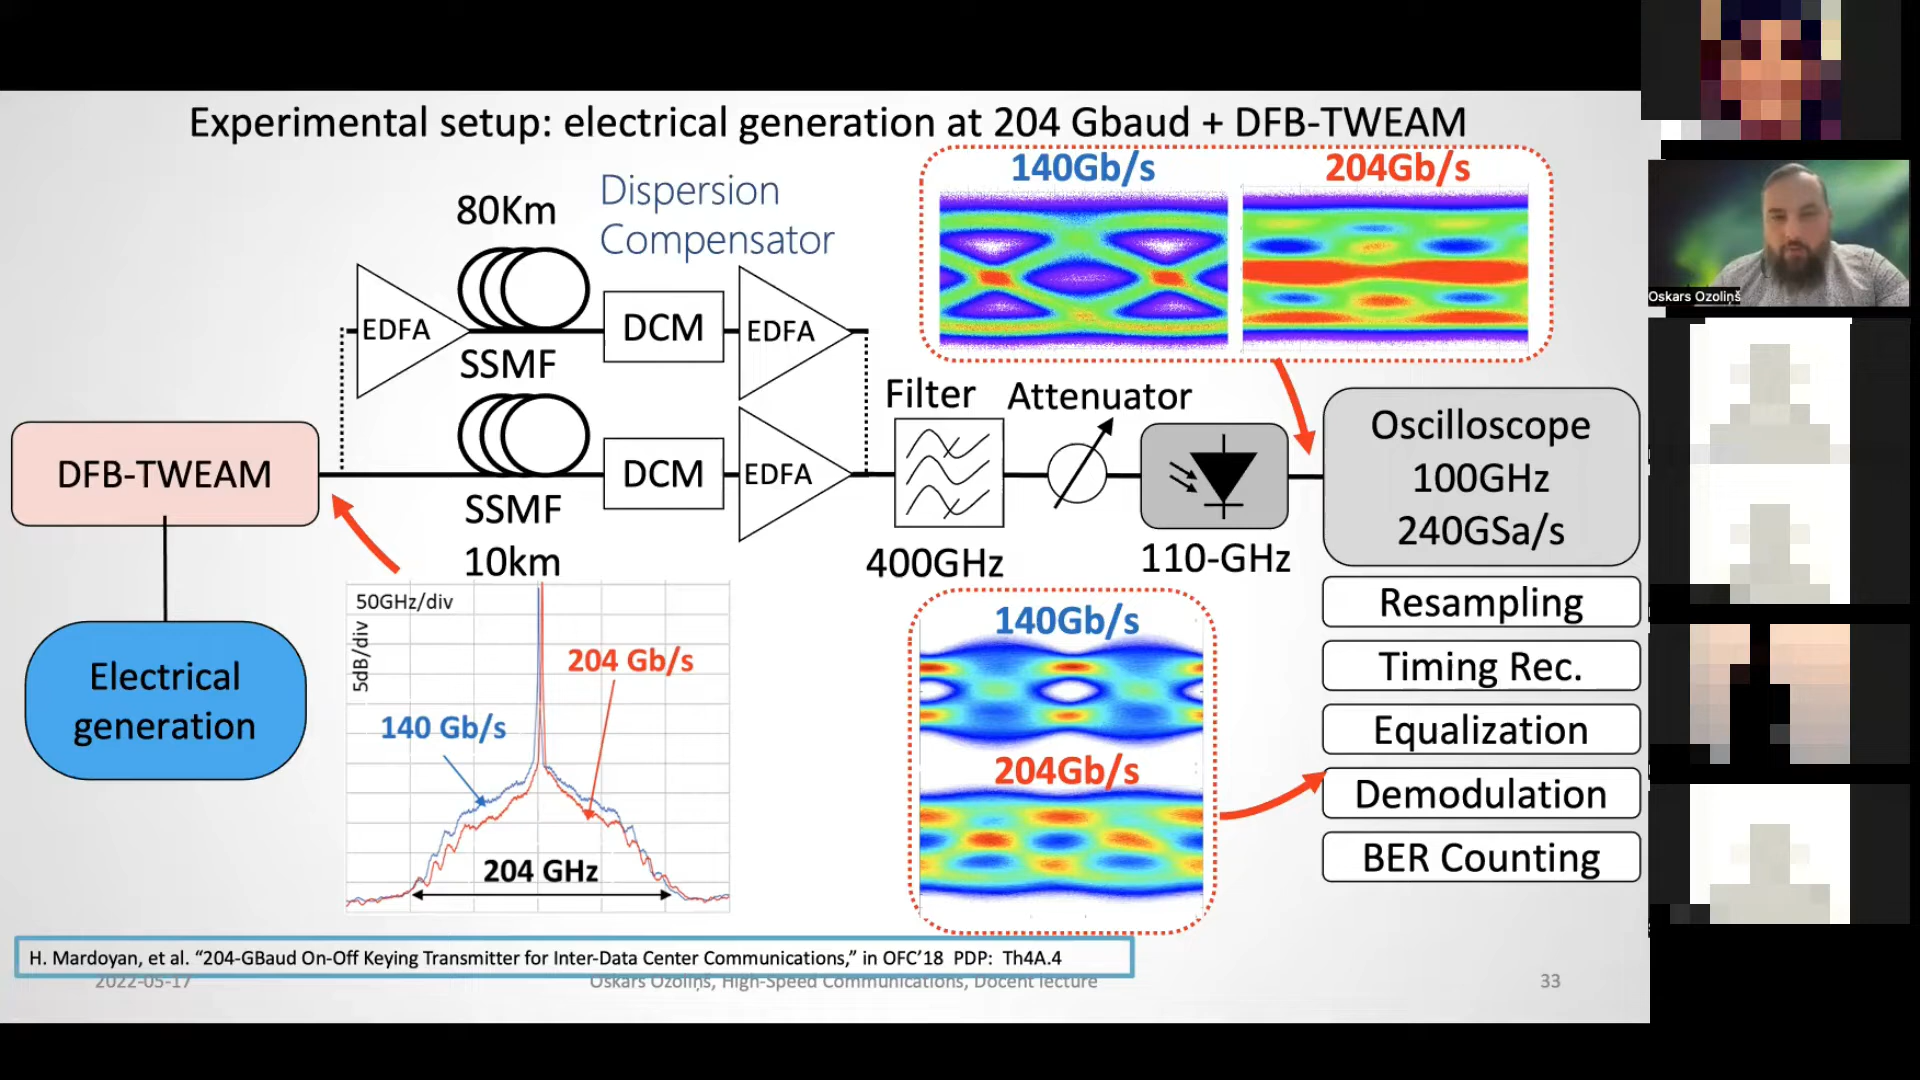 Experimental setup: electrical generation at 204 Gbaud + DFB-TWEAM
140Gb/s
204Gb/s
80Km
Dispersion
Compensator
EDFA
SSMF
DCM
EDFA
Filter
Attenuator
Oscilloscope
100GHz
240GSa/s
DFB-TWEAM
SSMF
10km
DCM
EDFA
400GHz
110-GHz
Electrical
generation
50GHz/div
5dB/div
204 Gb/s
140 Gb/s
204 GHz
140Gb/s
204Gb/s
Resampling
Timing Rec.
Equalization
Demodulation
BER Counting
H. Mardoyan, et al. “204-GBaud On-Off Keying Transmitter for Inter-Data Center Communications,” in OFC’18 PDP: Th4A.4
2022-05-17
Oskars Ozoliņš, High-Speed Communications, Docent lecture
33
Oskars Ozoliņš